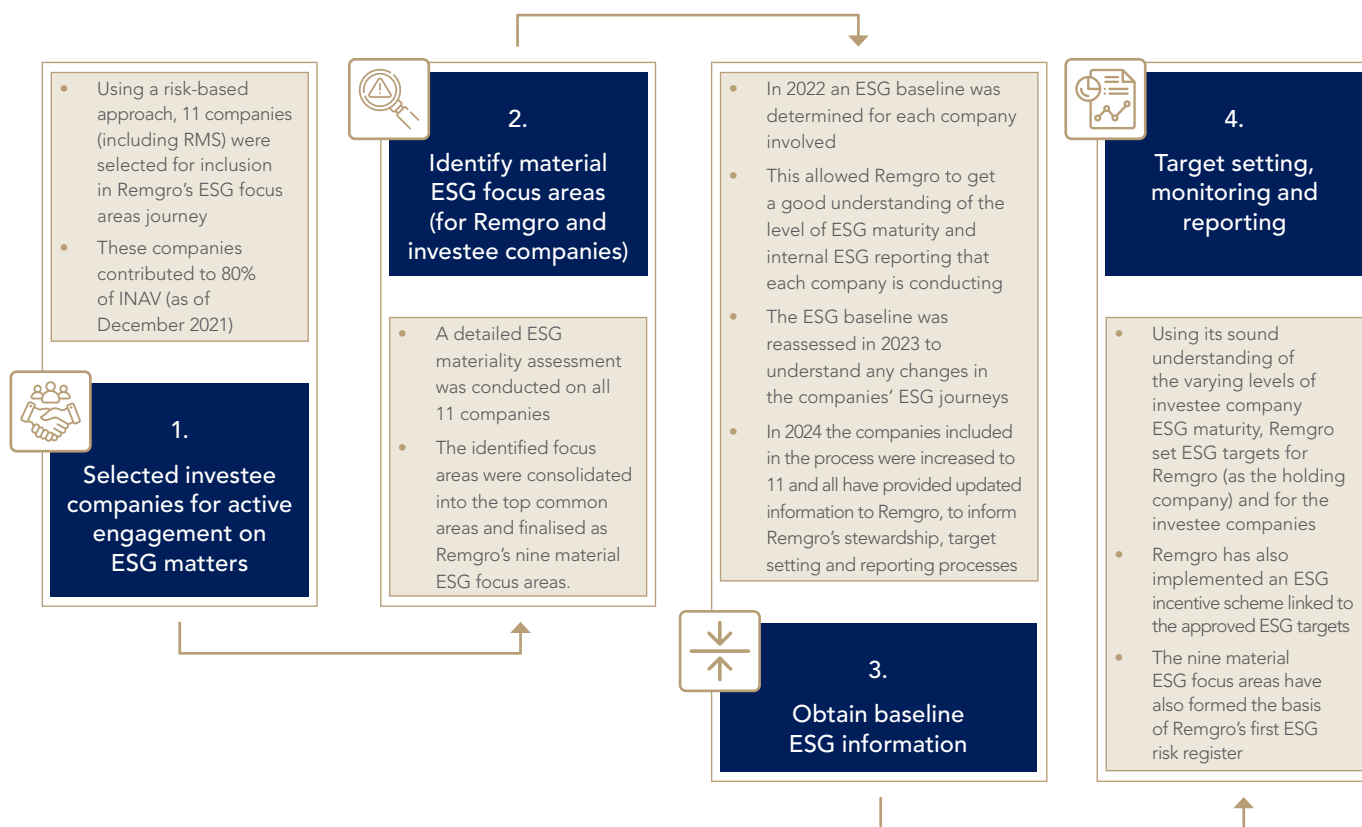 • Using a risk-based
approach, 11 companies
(including RMS) were
selected for inclusion
in Remgro's ESG focus
areas journey
• These companies
contributed to 80%
of INAV (as of
December 2021)
1.
Selected investee
companies for active
engagement on
ESG matters
2.
Identify material
ESG focus areas
(for Remgro and
investee companies)
• A detailed ESG
materiality assessment
was conducted on all
11 companies
• The identified focus
areas were consolidated
into the top common
areas and finalised as
Remgro's nine material
ESG focus areas.
• In 2022 an ESG baseline was
determined for each company
involved
• This allowed Remgro to get
a good understanding of the
level of ESG maturity and
internal ESG reporting that
each company is conducting
• The ESG baseline was
reassessed in 2023 to
understand any changes in
the companies' ESG journeys
• In 2024 the companies included
in the process were increased to
11 and all have provided updated
information to Remgro, to inform
Remgro's stewardship, target
setting and reporting processes
3.
Obtain baseline
ESG information
4.
Target setting,
monitoring and
reporting
• Using its sound
understanding of
the varying levels of
investee company
ESG maturity, Remgro
set ESG targets for
Remgro (as the holding
company) and for the
investee companies
• Remgro has also
implemented an ESG
incentive scheme linked to
the approved ESG targets
• The nine material
ESG focus areas have
also formed the basis
of Remgro's first ESG
risk register